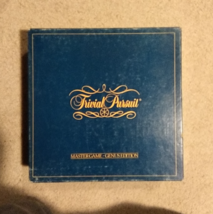 Trivial Pursuit®
MASTER GAME - GENUS EDITION